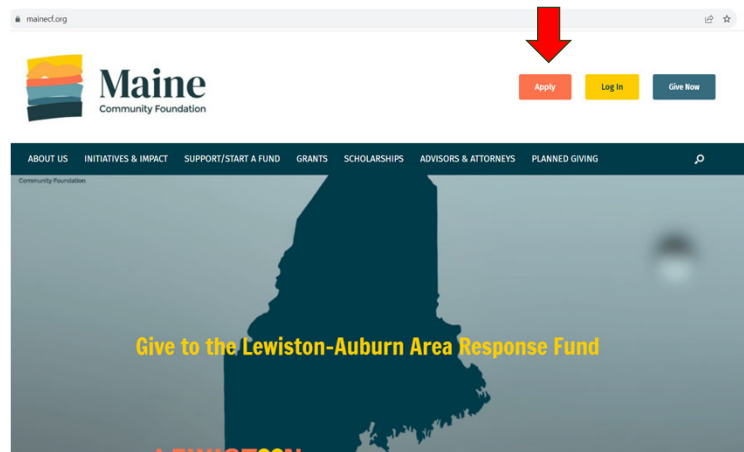 mainecf.org
Maine
Community Foundation
Apply
Log In
Give Now
ABOUT US INITIATIVES & IMPACT SUPPORT/START A FUND GRANTS SCHOLARSHIPS ADVISORS & ATTORNEYS PLANNED GIVING
Community Foundation
Give to the Lewiston-Auburn Area Response Fund